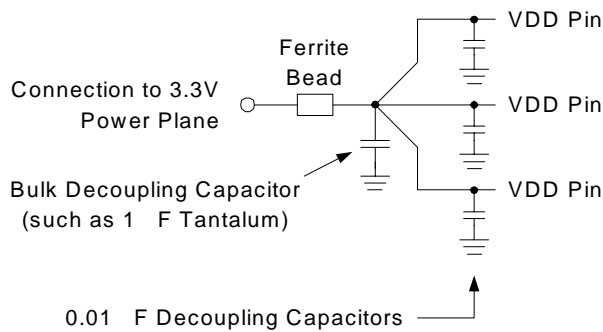 Ferrite
Bead
VDD Pin
Connection to 3.3V
Power Plane
VDD Pin
Bulk Decoupling Capacitor
(such as 1 F Tantalum)
VDD Pin
0.01 F Decoupling Capacitors